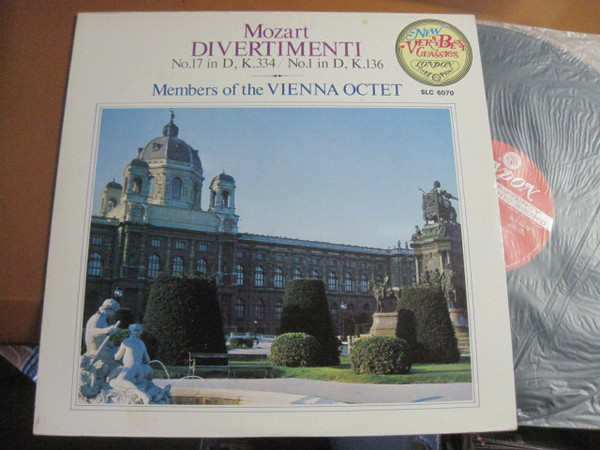 Mozart
DIVERTIMENTI
No.17 in D, K.334 / No.1 in D, K.136
Members of the VIENNA OCTET
NEW
VERY BEST
CLASSICS
LONDON
SLC 6070
LONDON